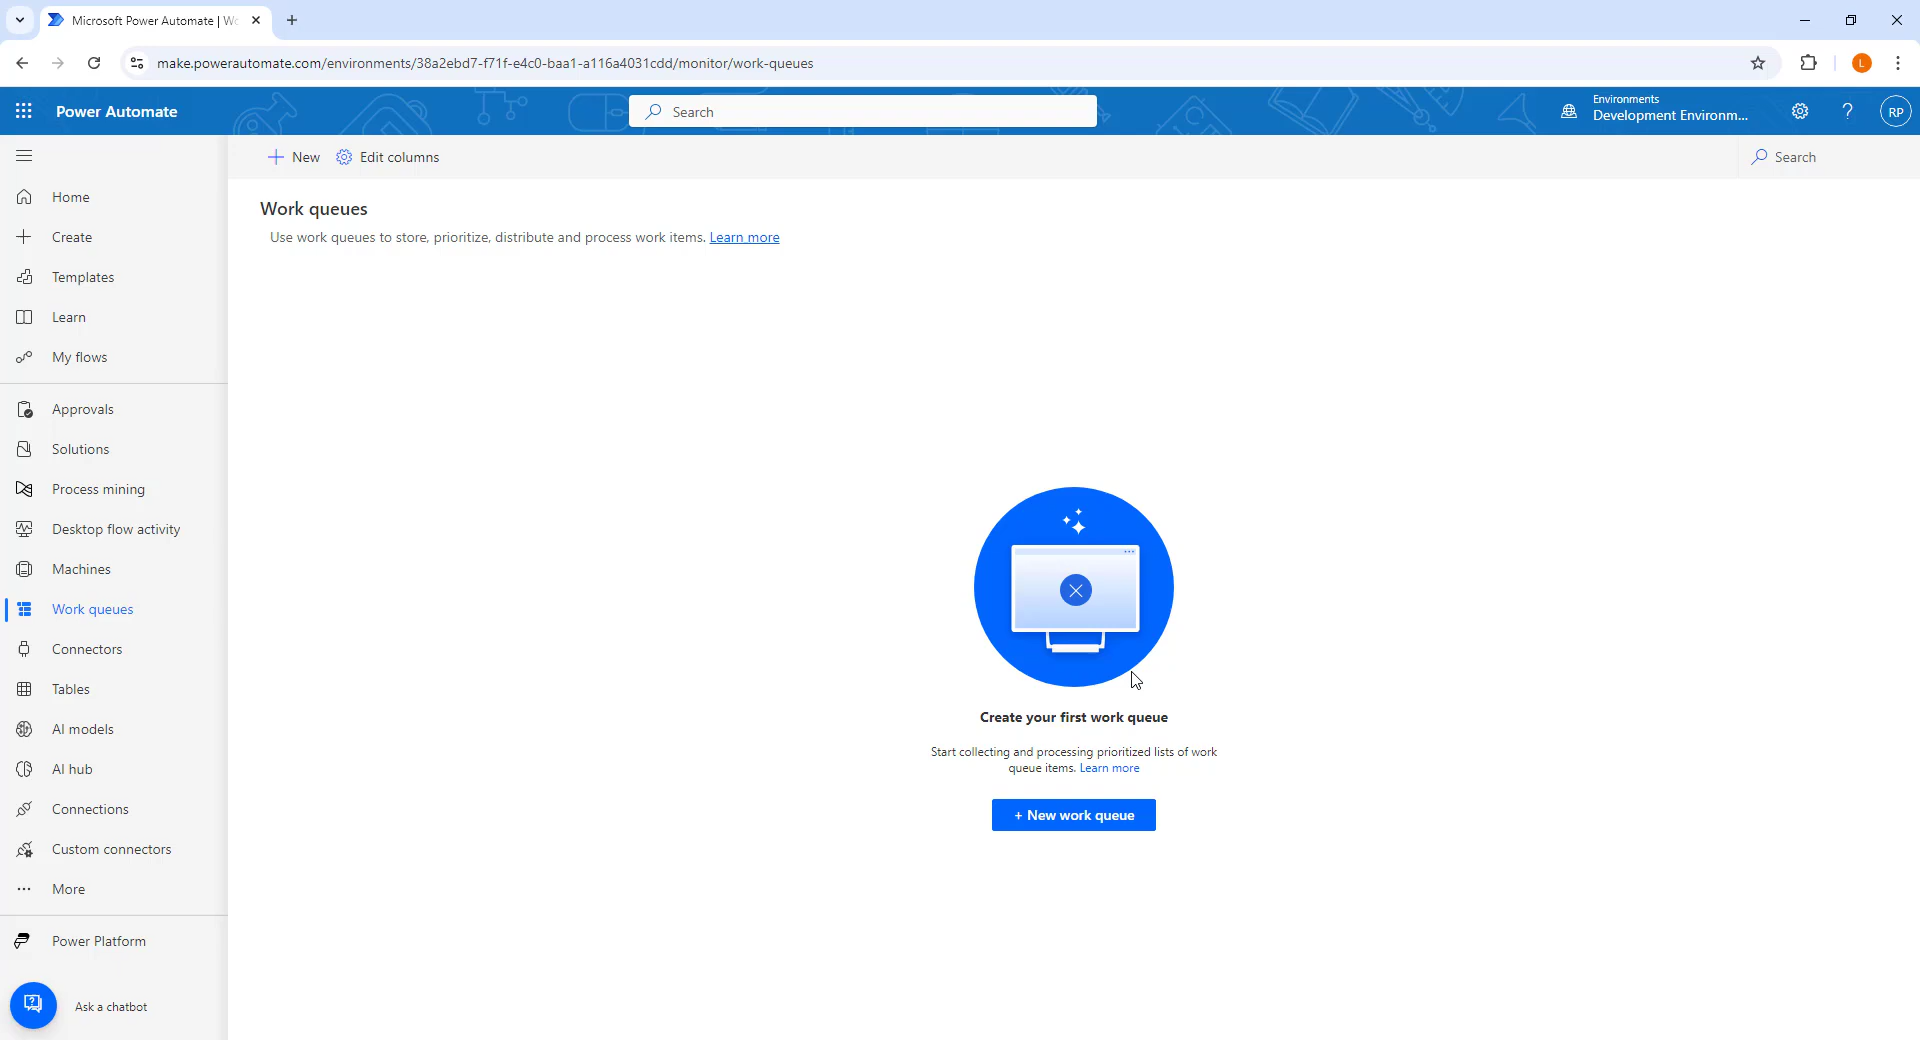 Microsoft Power Automate | Wo
make.powerautomate.com/environments/38a2ebd7-f71f-e4c0-baa1-a116a4031cdd/monitor/work-queues
L
Power Automate
Search
Environments
Development Environm...
?
RP
New
Edit columns
Search
Home
Create
Templates
Learn
My flows
Approvals
Solutions
Process mining
Desktop flow activity
Machines
Work queues
Connectors
Tables
AI models
AI hub
Connections
Custom connectors
More
Power Platform
Ask a chatbot
Work queues
Use work queues to store, prioritize, distribute and process work items. Learn more
Create your first work queue
Start collecting and processing prioritized lists of work
queue items. Learn more
+ New work queue